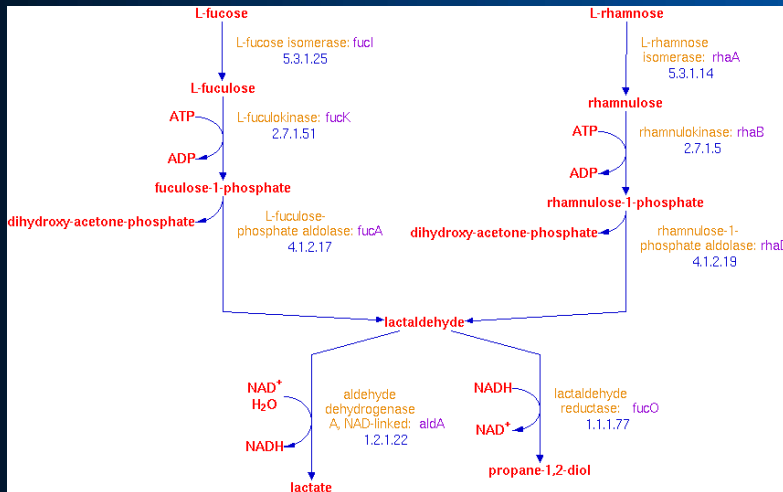 L-fucose
L-fucose isomerase: fucI
5.3.1.25
L-fuculose
ATP
L-fuculokinase: fucK
2.7.1.51
ADP
fuculose-1-phosphate
dihydroxy-acetone-phosphate
L-fuculose-
phosphate aldolase: fucA
4.1.2.17
L-rhamnose
L-rhamnose
isomerase: rhaA
5.3.1.14
rhamnulose
ATP
rhamnulokinase: rhaB
2.7.1.5
ADP
rhamnulose-1-phosphate
dihydroxy-acetone-phosphate
rhamnulose-1-
phosphate aldolase: rhaD
4.1.2.19
lactaldehyde
NAD⁺
H₂O
aldehyde
dehydrogenase
A, NAD-linked: aldA
1.2.1.22
NADH
lactate
NADH
lactaldehyde
reductase: fucO
1.1.1.77
NAD⁺
propane-1,2-diol